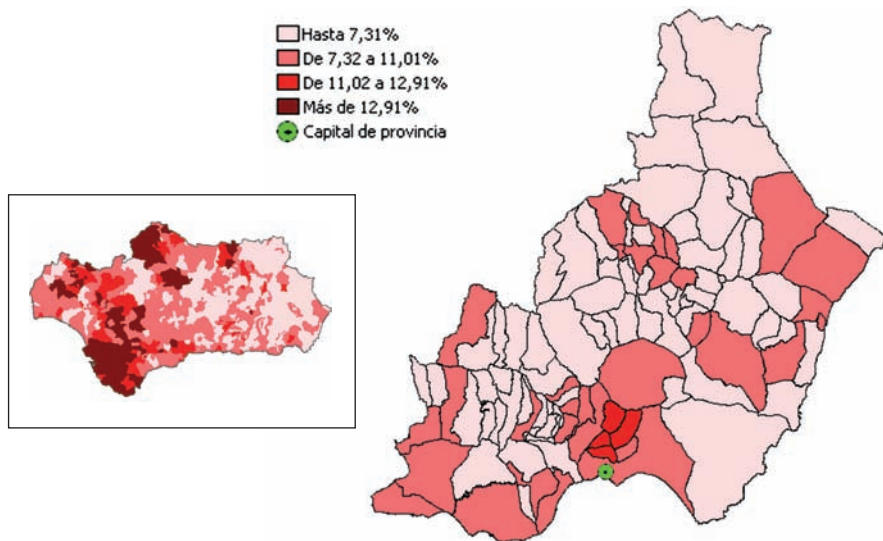 Hasta 7,31%
De 7,32 a 11,01%
De 11,02 a 12,91%
Más de 12,91%
Capital de provincia